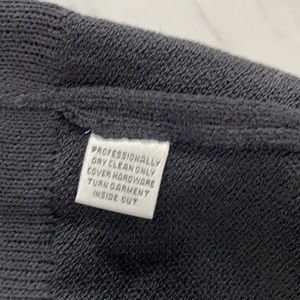 PROFESSIONALLY
DRY CLEAN ONLY
COVER HARDWARE
TURN GARMENT
INSIDE OUT